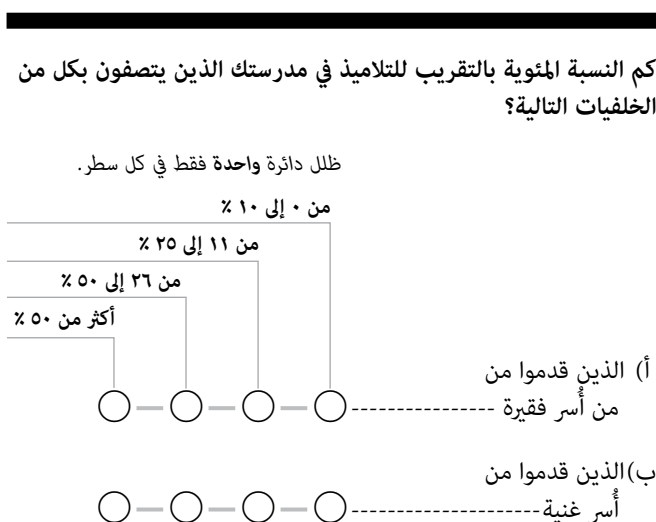 كم النسبة المئوية بالتقريب للتلاميذ في مدرستك الذين يتصفون بكل من
الخلفيات التالية؟
ظلل دائرة واحدة فقط في كل سطر.
من ٠ إلى ١٠ ٪
من ١١ إلى ٢٥ ٪
من ٢٦ إلى ٥٠ ٪
أكثر من ٥٠ ٪
أ) الذين قدموا من
من أُسر فقيرة ----------------
ب)الذين قدموا من
أُسر غنية-------------------